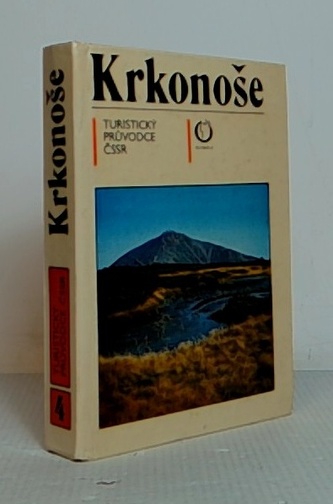 Krkonoše
TURISTICKÝ
PRŮVODCE
ČSSR
Krkonoše
4